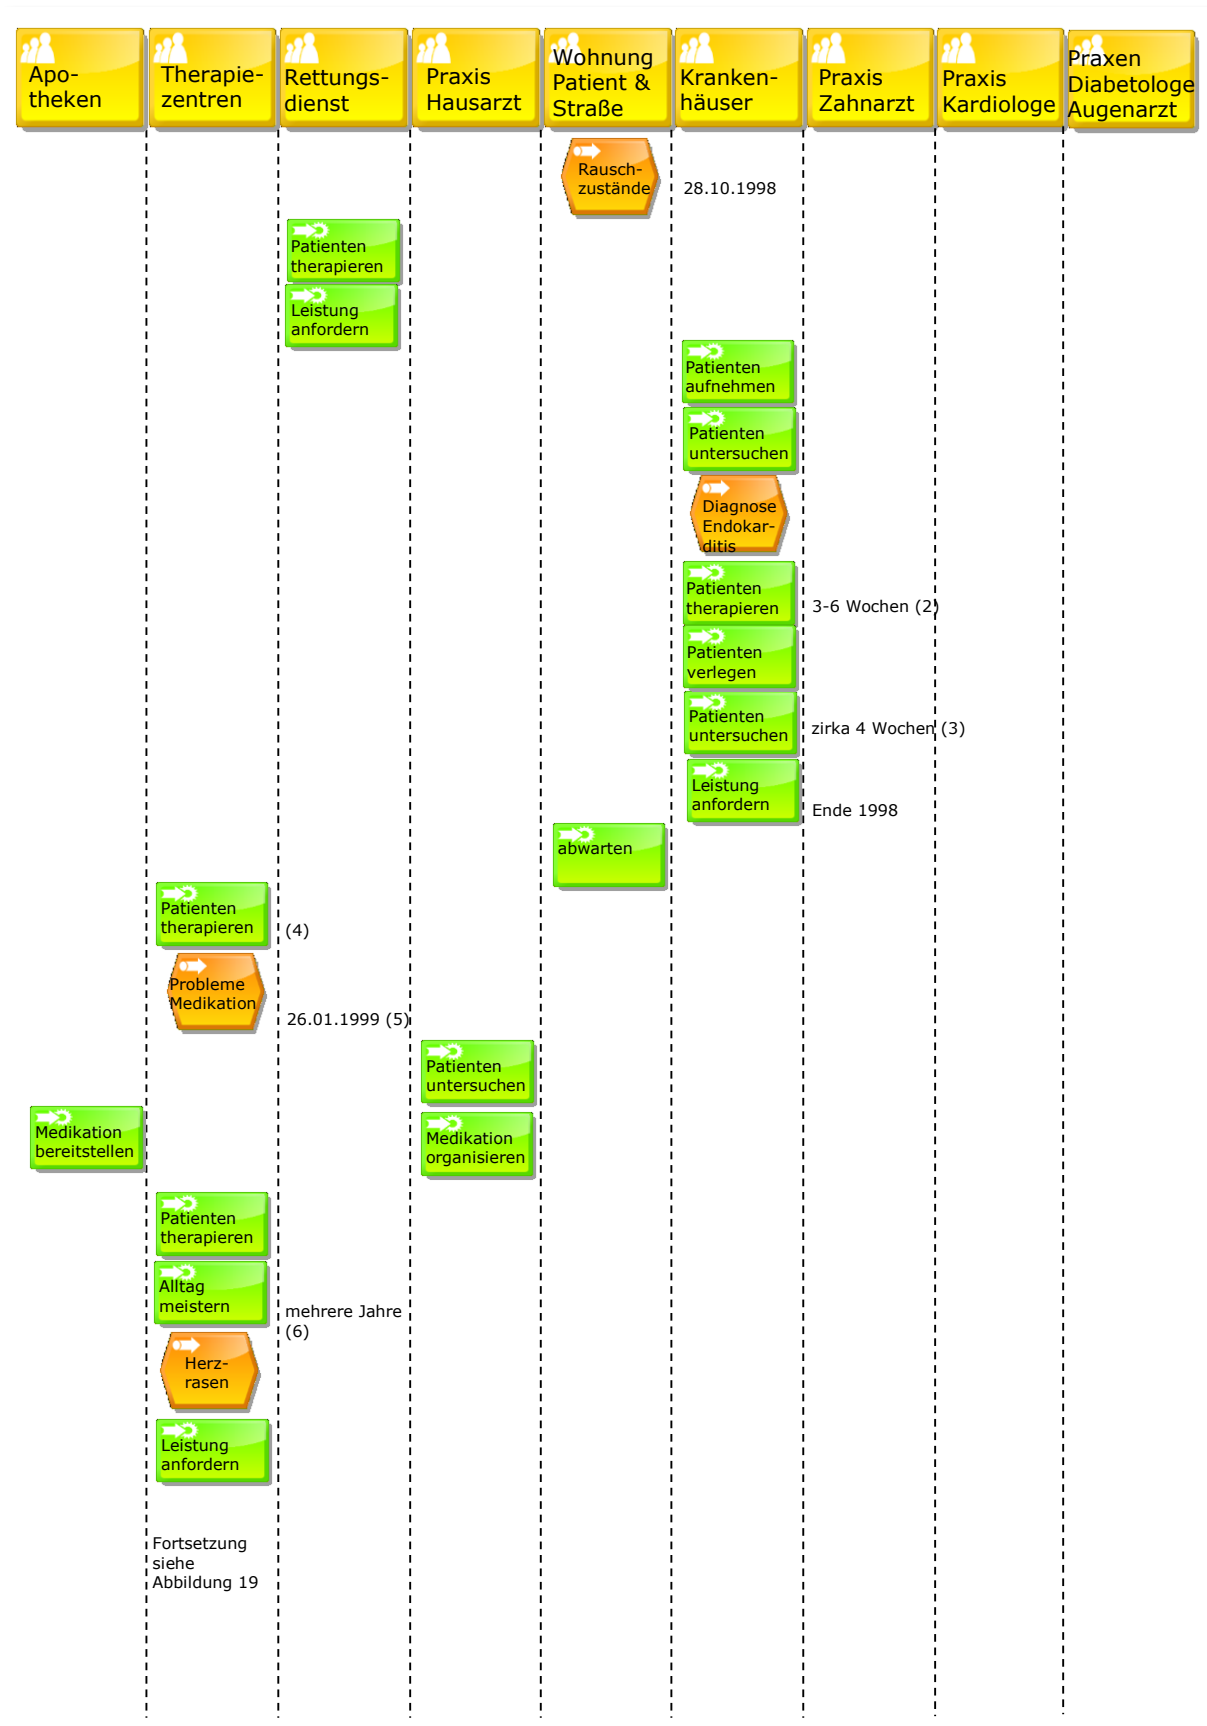 Apo-
theken
Therapie-
zentren
Rettungs-
dienst
Praxis
Hausarzt
Wohnung
Patient &
Straße
Kranken-
häuser
Praxis
Zahnarzt
Praxis
Kardiologe
Praxen
Diabetologe
Augenarzt
Rausch-
zustände
28.10.1998
Patienten
therapieren
Leistung
anfordern
Patienten
aufnehmen
Patienten
untersuchen
Diagnose
Endokar-
ditis
Patienten
therapieren
3-6 Wochen (2)
Patienten
verlegen
Patienten
untersuchen
zirka 4 Wochen (3)
Leistung
anfordern
Ende 1998
abwarten
Patienten
therapieren
(4)
Probleme
Medikation
26.01.1999 (5)
Patienten
untersuchen
Medikation
bereitstellen
Medikation
organisieren
Patienten
therapieren
Alltag
meistern
mehrere Jahre
(6)
Herz-
rasen
Leistung
anfordern
Fortsetzung
siehe
Abbildung 19